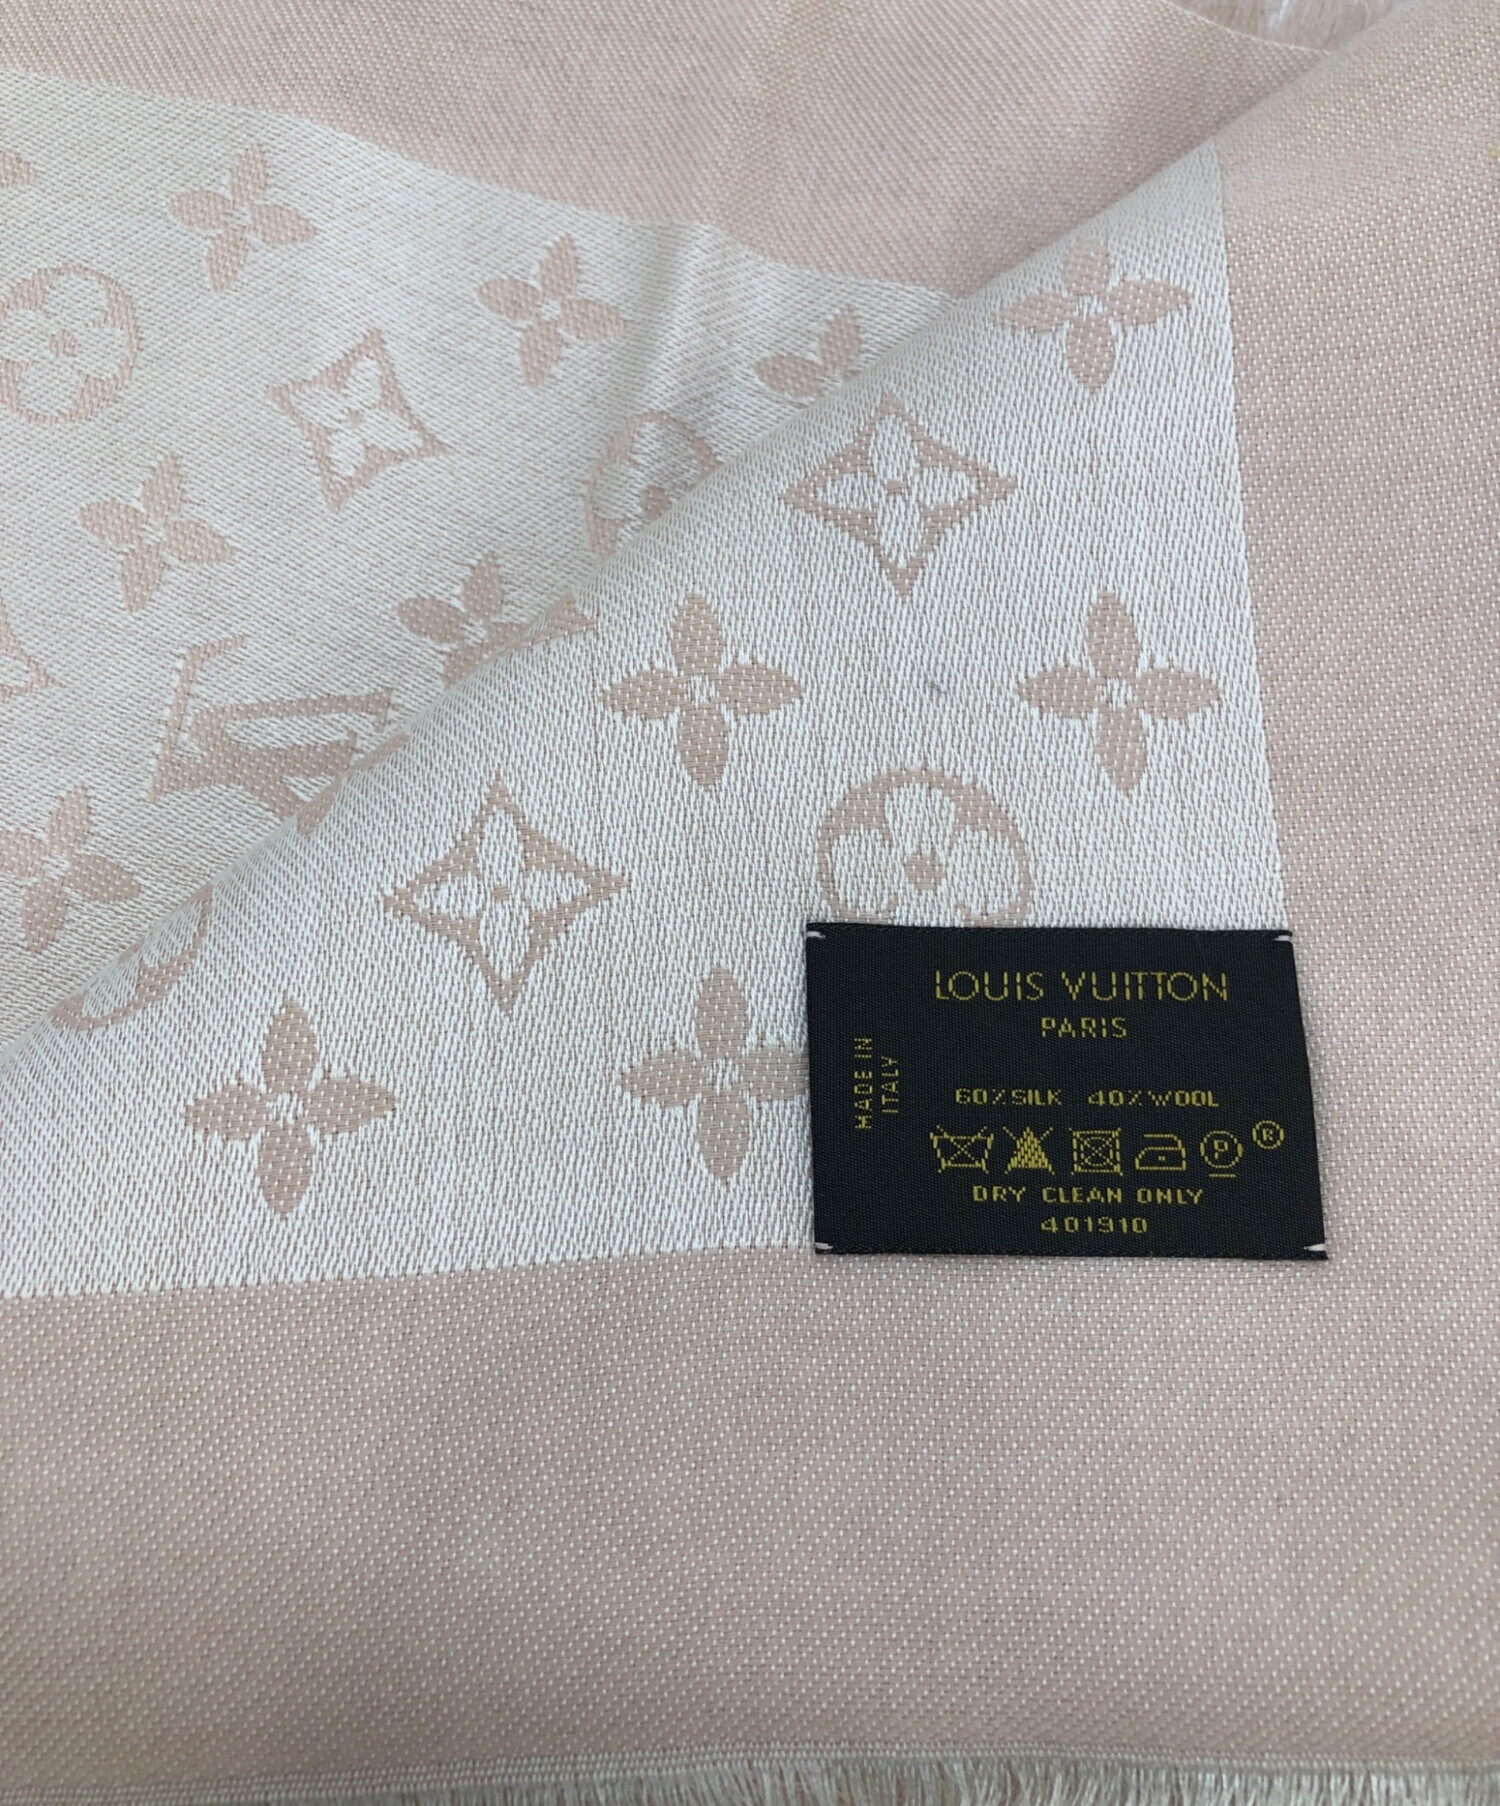 LOUIS VUITTON
PARIS
MADE IN
ITALY
60%SILK 40%WOOL
P ®
DRY CLEAN ONLY
401910